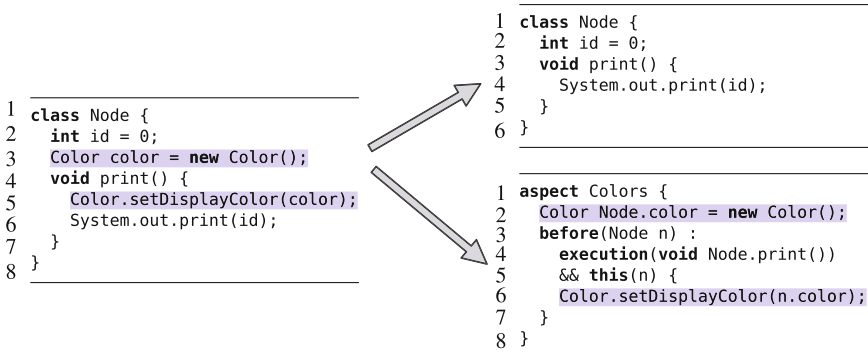 1 class Node {
2   int id = 0;
3   Color color = new Color();
4   void print() {
5     Color.setDisplayColor(color);
6     System.out.print(id);
7   }
8 }
1 class Node {
2   int id = 0;
3   void print() {
4     System.out.print(id);
5   }
6 }
1 aspect Colors {
2   Color Node.color = new Color();
3   before(Node n) :
4     execution(void Node.print())
5     && this(n) {
6     Color.setDisplayColor(n.color);
7   }
8 }